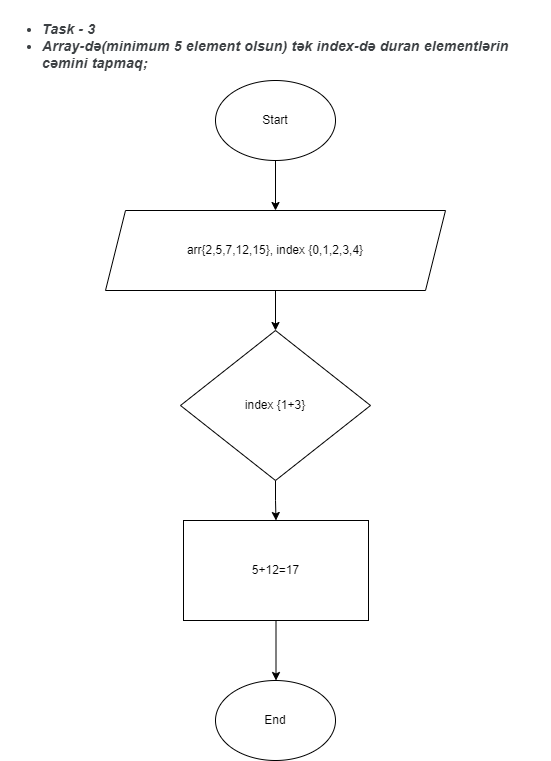 Task - 3
Array-də(minimum 5 element olsun) tək index-də duran elementlərin
cəmini tapmaq;
Start
arr{2,5,7,12,15}, index {0,1,2,3,4}
index {1+3}
5+12=17
End